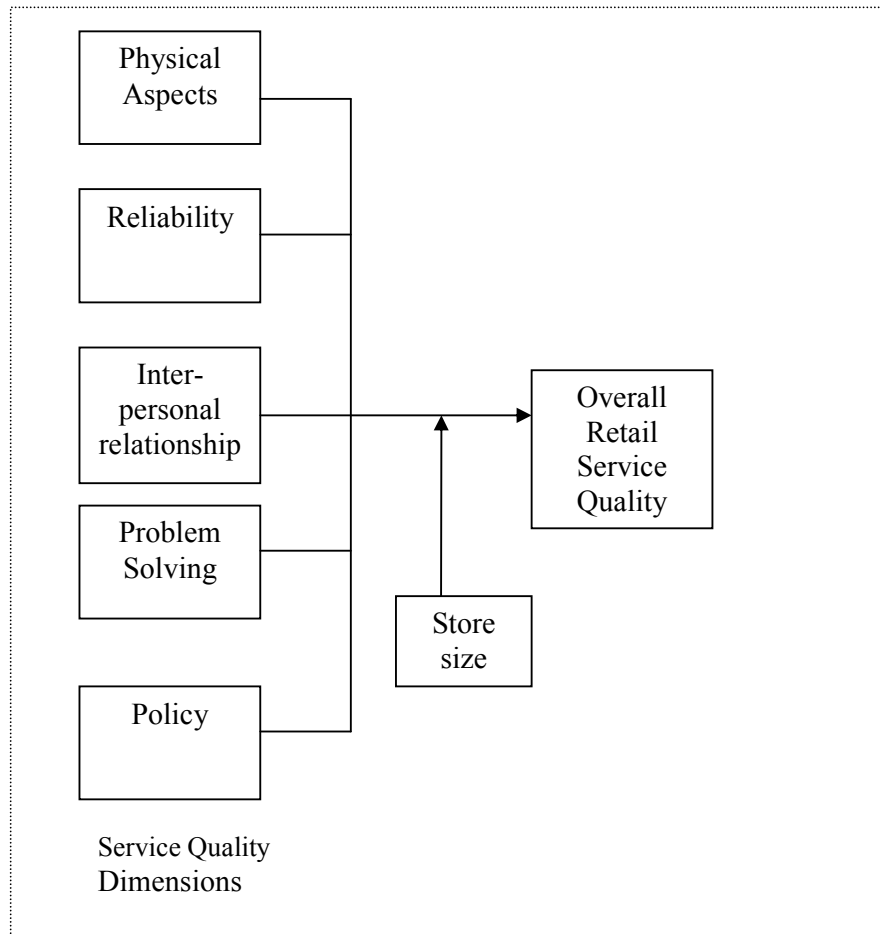 Physical
Aspects
Reliability
Inter-
personal
relationship
Problem
Solving
Policy
Service Quality
Dimensions
Store
size
Overall
Retail
Service
Quality